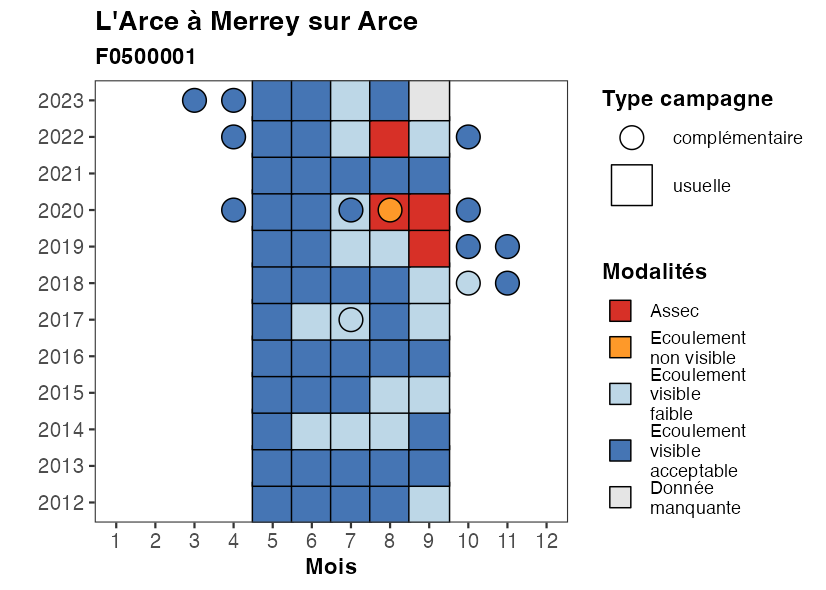 L'Arce à Merrey sur Arce
F0500001
2023
2022
2021
2020
2019
2018
2017
2016
2015
2014
2013
2012
1 2 3 4 5 6 7 8 9 10 11 12
Mois
Type campagne
complémentaire
usuelle
Modalités
Assec
Ecoulement
non visible
Ecoulement
visible
faible
Ecoulement
visible
acceptable
Donnée
manquante